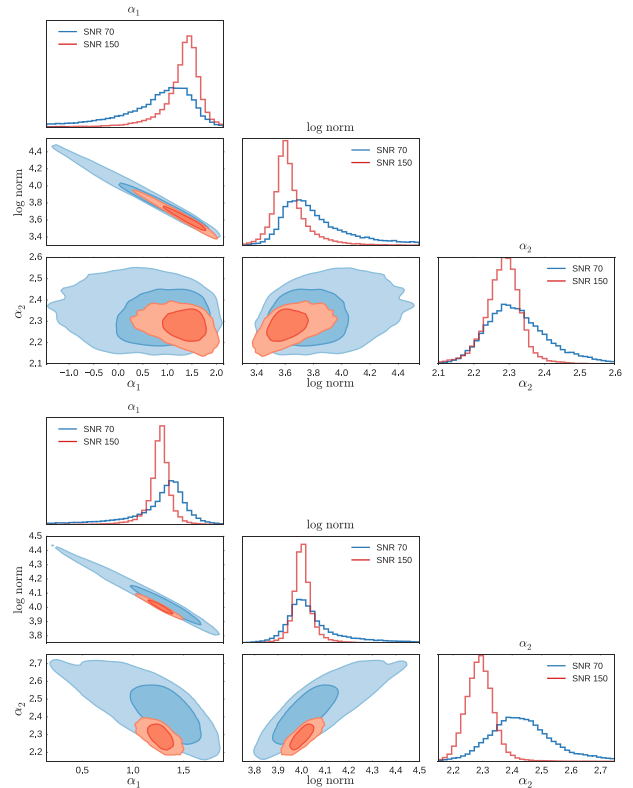 α1
SNR 70
SNR 150
log norm
4.4
4.2
4.0
3.8
3.6
3.4
log norm
SNR 70
SNR 150
α2
2.6
2.5
2.4
2.3
2.2
2.1
α2
SNR 70
SNR 150
−1.0 −0.5 0.0 0.5 1.0 1.5 2.0
3.4 3.6 3.8 4.0 4.2 4.4
2.1 2.2 2.3 2.4 2.5 2.6
α1 log norm α2
α1
SNR 70
SNR 150
log norm
4.5
4.4
4.3
4.2
4.1
4.0
3.9
3.8
log norm
SNR 70
SNR 150
α2
2.7
2.6
2.5
2.4
2.3
2.2
α2
SNR 70
SNR 150
0.5 1.0 1.5
3.8 3.9 4.0 4.1 4.2 4.3 4.4 4.5
2.2 2.3 2.4 2.5 2.6 2.7
α1 log norm α2